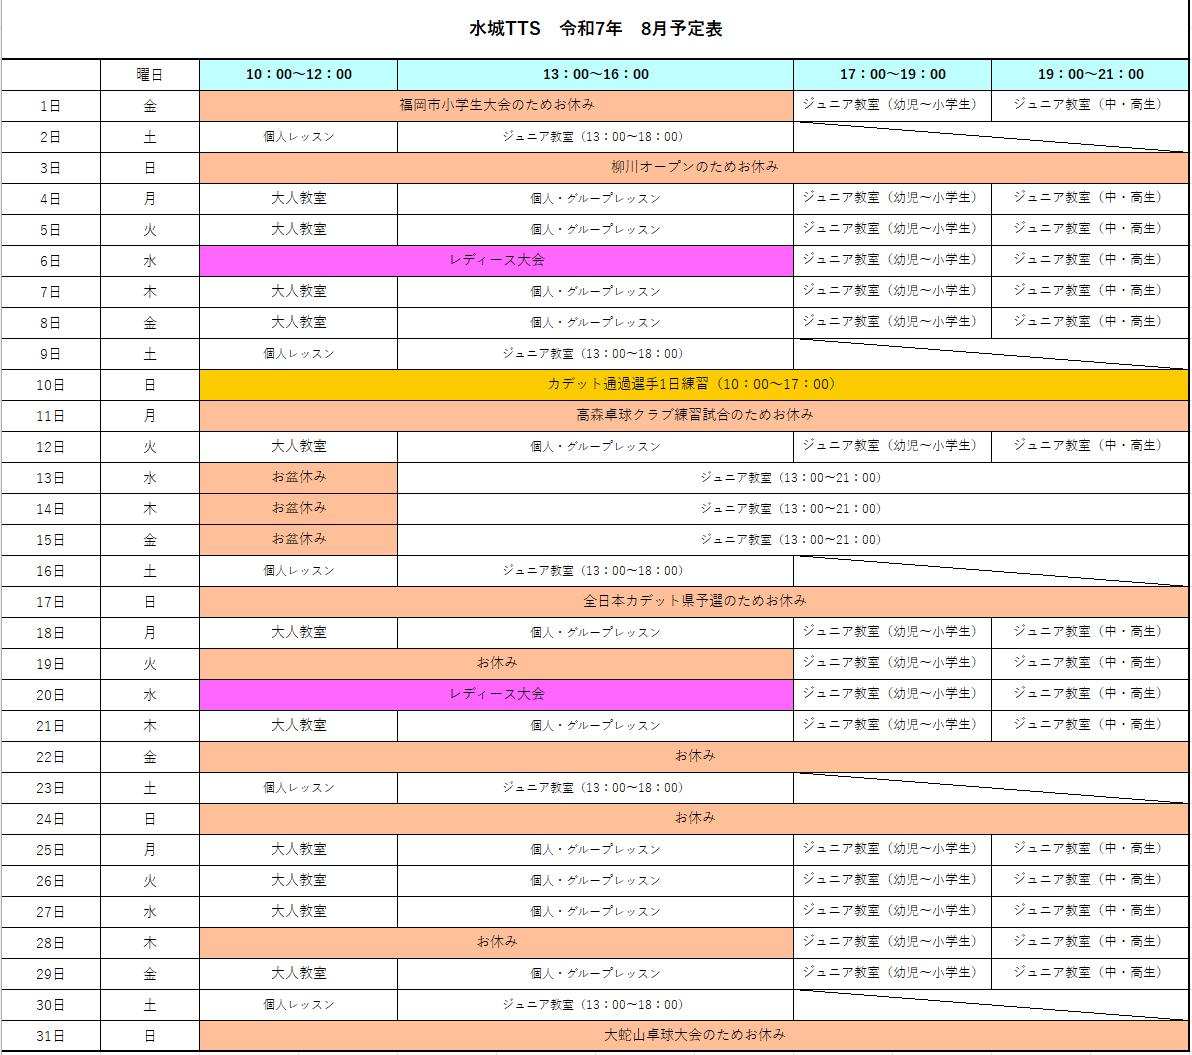 水城TTS　令和7年　8月予定表
曜日 10：00～12：00 13：00～16：00 17：00～19：00 19：00～21：00
1日 金 福岡市小学生大会のためお休み ジュニア教室（幼児～小学生） ジュニア教室（中・高生）
2日 土 個人レッスン ジュニア教室（13：00～18：00）
3日 日 柳川オープンのためお休み
4日 月 大人教室 個人・グループレッスン ジュニア教室（幼児～小学生） ジュニア教室（中・高生）
5日 火 大人教室 個人・グループレッスン ジュニア教室（幼児～小学生） ジュニア教室（中・高生）
6日 水 レディース大会 ジュニア教室（幼児～小学生） ジュニア教室（中・高生）
7日 木 大人教室 個人・グループレッスン ジュニア教室（幼児～小学生） ジュニア教室（中・高生）
8日 金 大人教室 個人・グループレッスン ジュニア教室（幼児～小学生） ジュニア教室（中・高生）
9日 土 個人レッスン ジュニア教室（13：00～18：00）
10日 日 カデット通過選手1日練習（10：00～17：00）
11日 月 高森卓球クラブ練習試合のためお休み
12日 火 大人教室 個人・グループレッスン ジュニア教室（幼児～小学生） ジュニア教室（中・高生）
13日 水 お盆休み ジュニア教室（13：00～21：00）
14日 木 お盆休み ジュニア教室（13：00～21：00）
15日 金 お盆休み ジュニア教室（13：00～21：00）
16日 土 個人レッスン ジュニア教室（13：00～18：00）
17日 日 全日本カデット県予選のためお休み
18日 月 大人教室 個人・グループレッスン ジュニア教室（幼児～小学生） ジュニア教室（中・高生）
19日 火 お休み ジュニア教室（幼児～小学生） ジュニア教室（中・高生）
20日 水 レディース大会 ジュニア教室（幼児～小学生） ジュニア教室（中・高生）
21日 木 大人教室 個人・グループレッスン ジュニア教室（幼児～小学生） ジュニア教室（中・高生）
22日 金 お休み
23日 土 個人レッスン ジュニア教室（13：00～18：00）
24日 日 お休み
25日 月 大人教室 個人・グループレッスン ジュニア教室（幼児～小学生） ジュニア教室（中・高生）
26日 火 大人教室 個人・グループレッスン ジュニア教室（幼児～小学生） ジュニア教室（中・高生）
27日 水 大人教室 個人・グループレッスン ジュニア教室（幼児～小学生） ジュニア教室（中・高生）
28日 木 お休み ジュニア教室（幼児～小学生） ジュニア教室（中・高生）
29日 金 大人教室 個人・グループレッスン ジュニア教室（幼児～小学生） ジュニア教室（中・高生）
30日 土 個人レッスン ジュニア教室（13：00～18：00）
31日 日 大蛇山卓球大会のためお休み